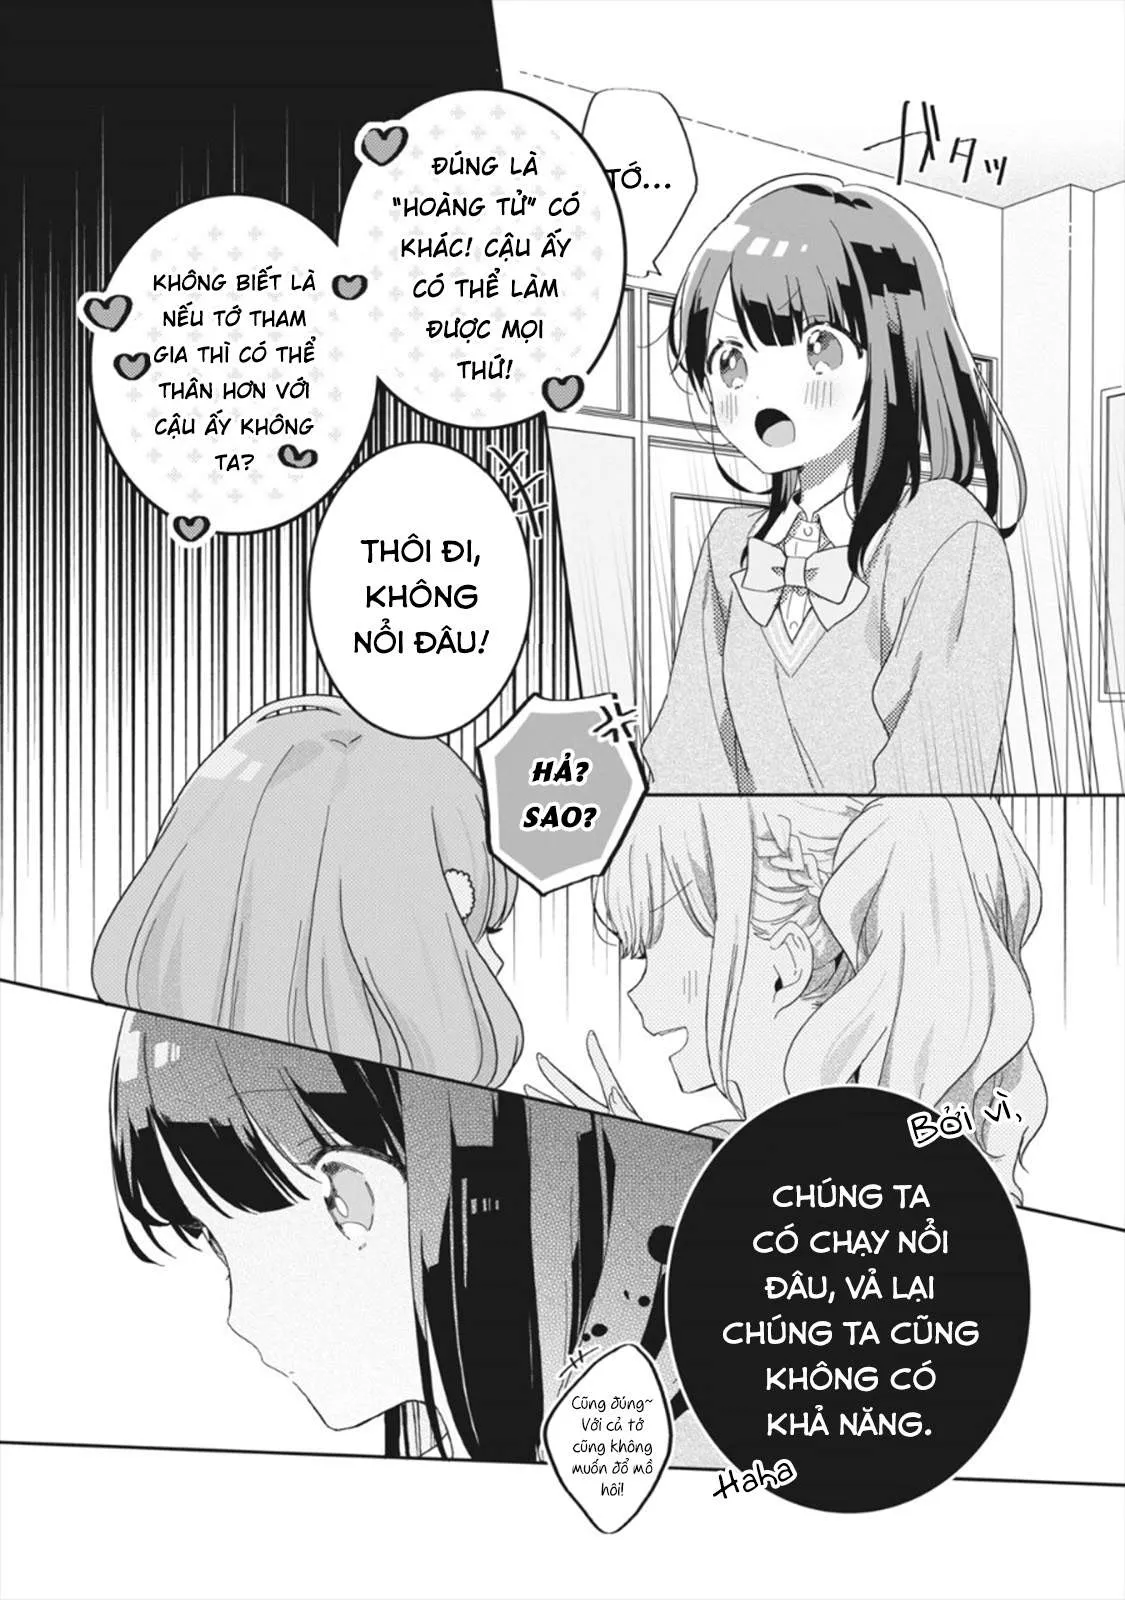 ガタッ
TỚ...
ĐÚNG LÀ
"HOÀNG TỬ" CÓ
KHÁC! CẬU ẤY
CÓ THỂ LÀM
ĐƯỢC MỌI
THỨ!
KHÔNG BIẾT LÀ
NẾU TỚ THAM
GIA THÌ CÓ THỂ
THÂN HƠN VỚI
CẬU ẤY KHÔNG
TA?
THÔI ĐI,
KHÔNG
NỔI ĐÂU!
HẢ?
SAO?
Bởi vì,
CHÚNG TA
CÓ CHẠY NỔI
ĐÂU, VẢ LẠI
CHÚNG TA CŨNG
KHÔNG CÓ
KHẢ NĂNG.
Haha
Cũng đúng~
Với cả tớ
cũng không
muốn đổ mồ
hôi!